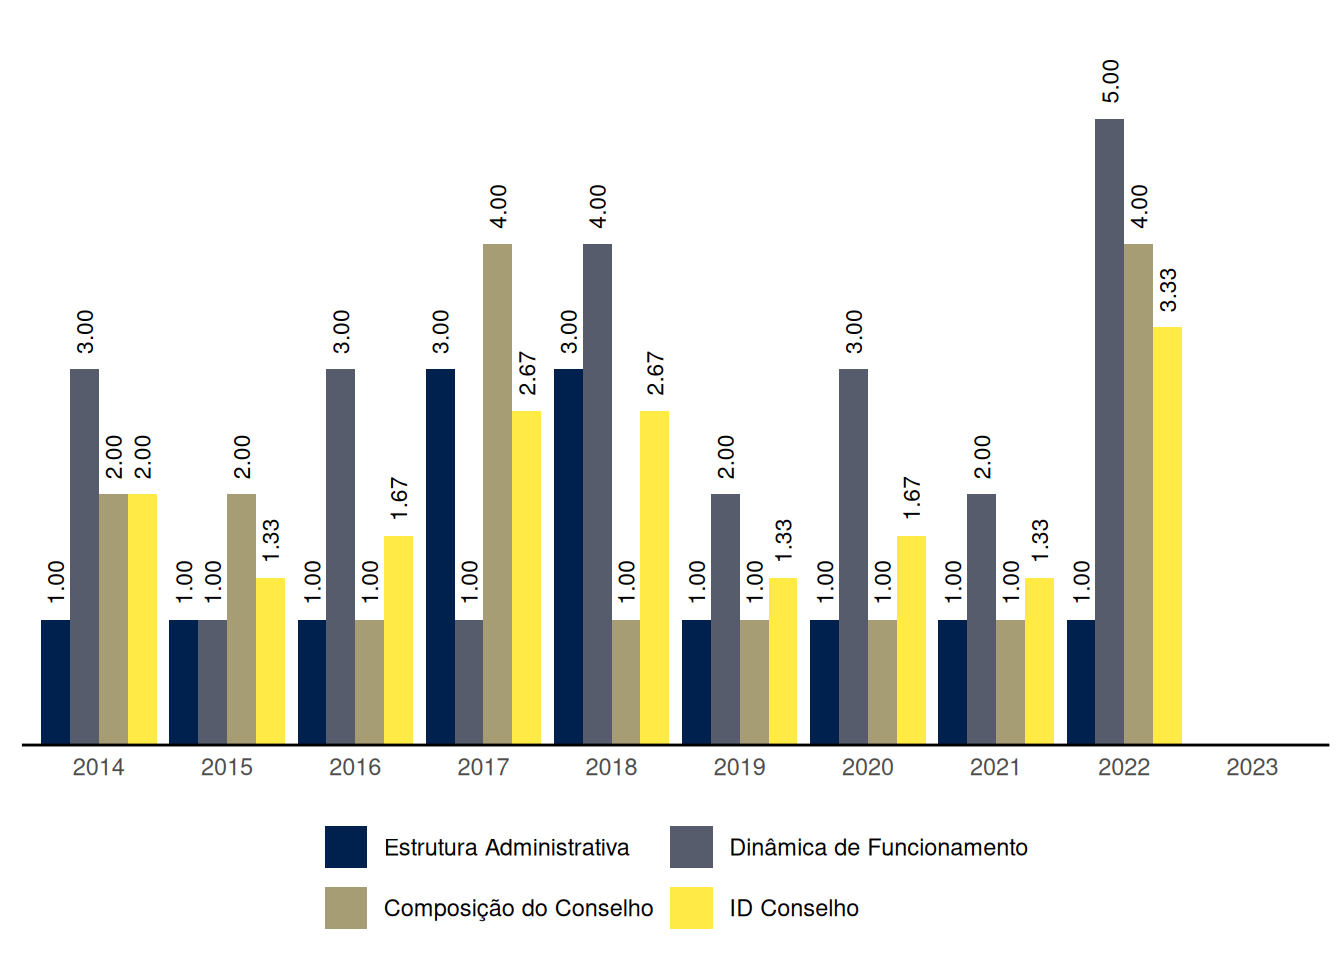 5.00
4.00 4.00 4.00
3.33
3.00 3.00 3.00 3.00 3.00
2.67 2.67
2.00 2.00 2.00 2.00 2.00
1.67 1.67
1.33 1.33 1.33
1.00 1.00 1.00 1.00 1.00 1.00 1.00 1.00 1.00 1.00 1.00 1.00 1.00 1.00
2014 2015 2016 2017 2018 2019 2020 2021 2022 2023
Estrutura Administrativa Dinâmica de Funcionamento
Composição do Conselho ID Conselho